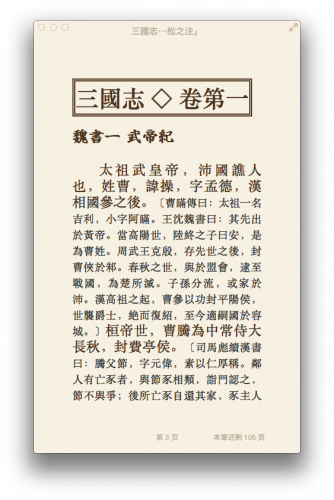 三國志…松之注」
三國志 ◇ 卷第一
魏書一 武帝紀
太祖武皇帝，沛國譙人
也，姓曹，諱操，字孟德，漢
相國參之後。〔曹瞞傳曰：太祖一名
吉利，小字阿瞞。王沈魏書曰：其先出
於黃帝。當高陽世，陸終之子曰安，是
為曹姓。周武王克殷，存先世之後，封
曹俠於邾。春秋之世，與於盟會，逮至
戰國，為楚所滅。子孫分流，或家於
沛。漢高祖之起，曹參以功封平陽侯，
世襲爵土，絕而復紹，至今適嗣國於容
城。〕桓帝世，曹騰為中常侍大
長秋，封費亭侯。〔司馬彪續漢書
曰：騰父節，字元偉，素以仁厚稱。鄰
人有亡豕者，與節豕相類，詣門認之，
節不與爭；後所亡豕自還其家，豕主人
第 3 页
本章还剩 106 页